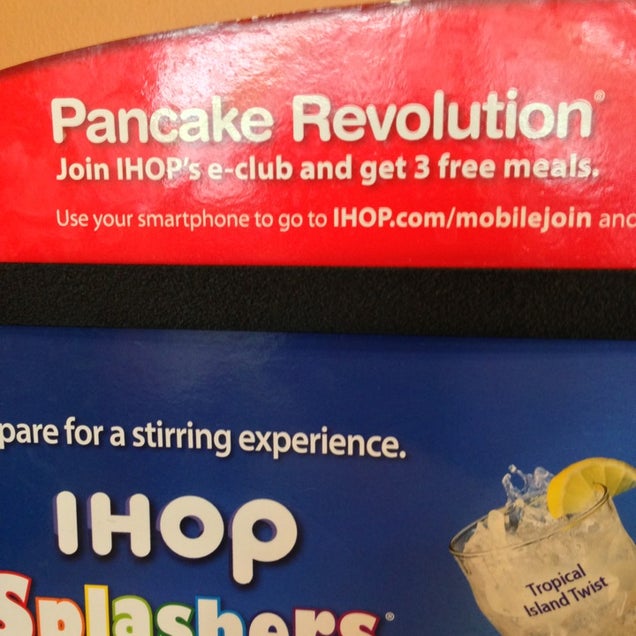 Pancake Revolution®
Join IHOP's e-club and get 3 free meals.
Use your smartphone to go to IHOP.com/mobilejoin and
pare for a stirring experience.
IHOP
Splashers®
Tropical
Island Twist